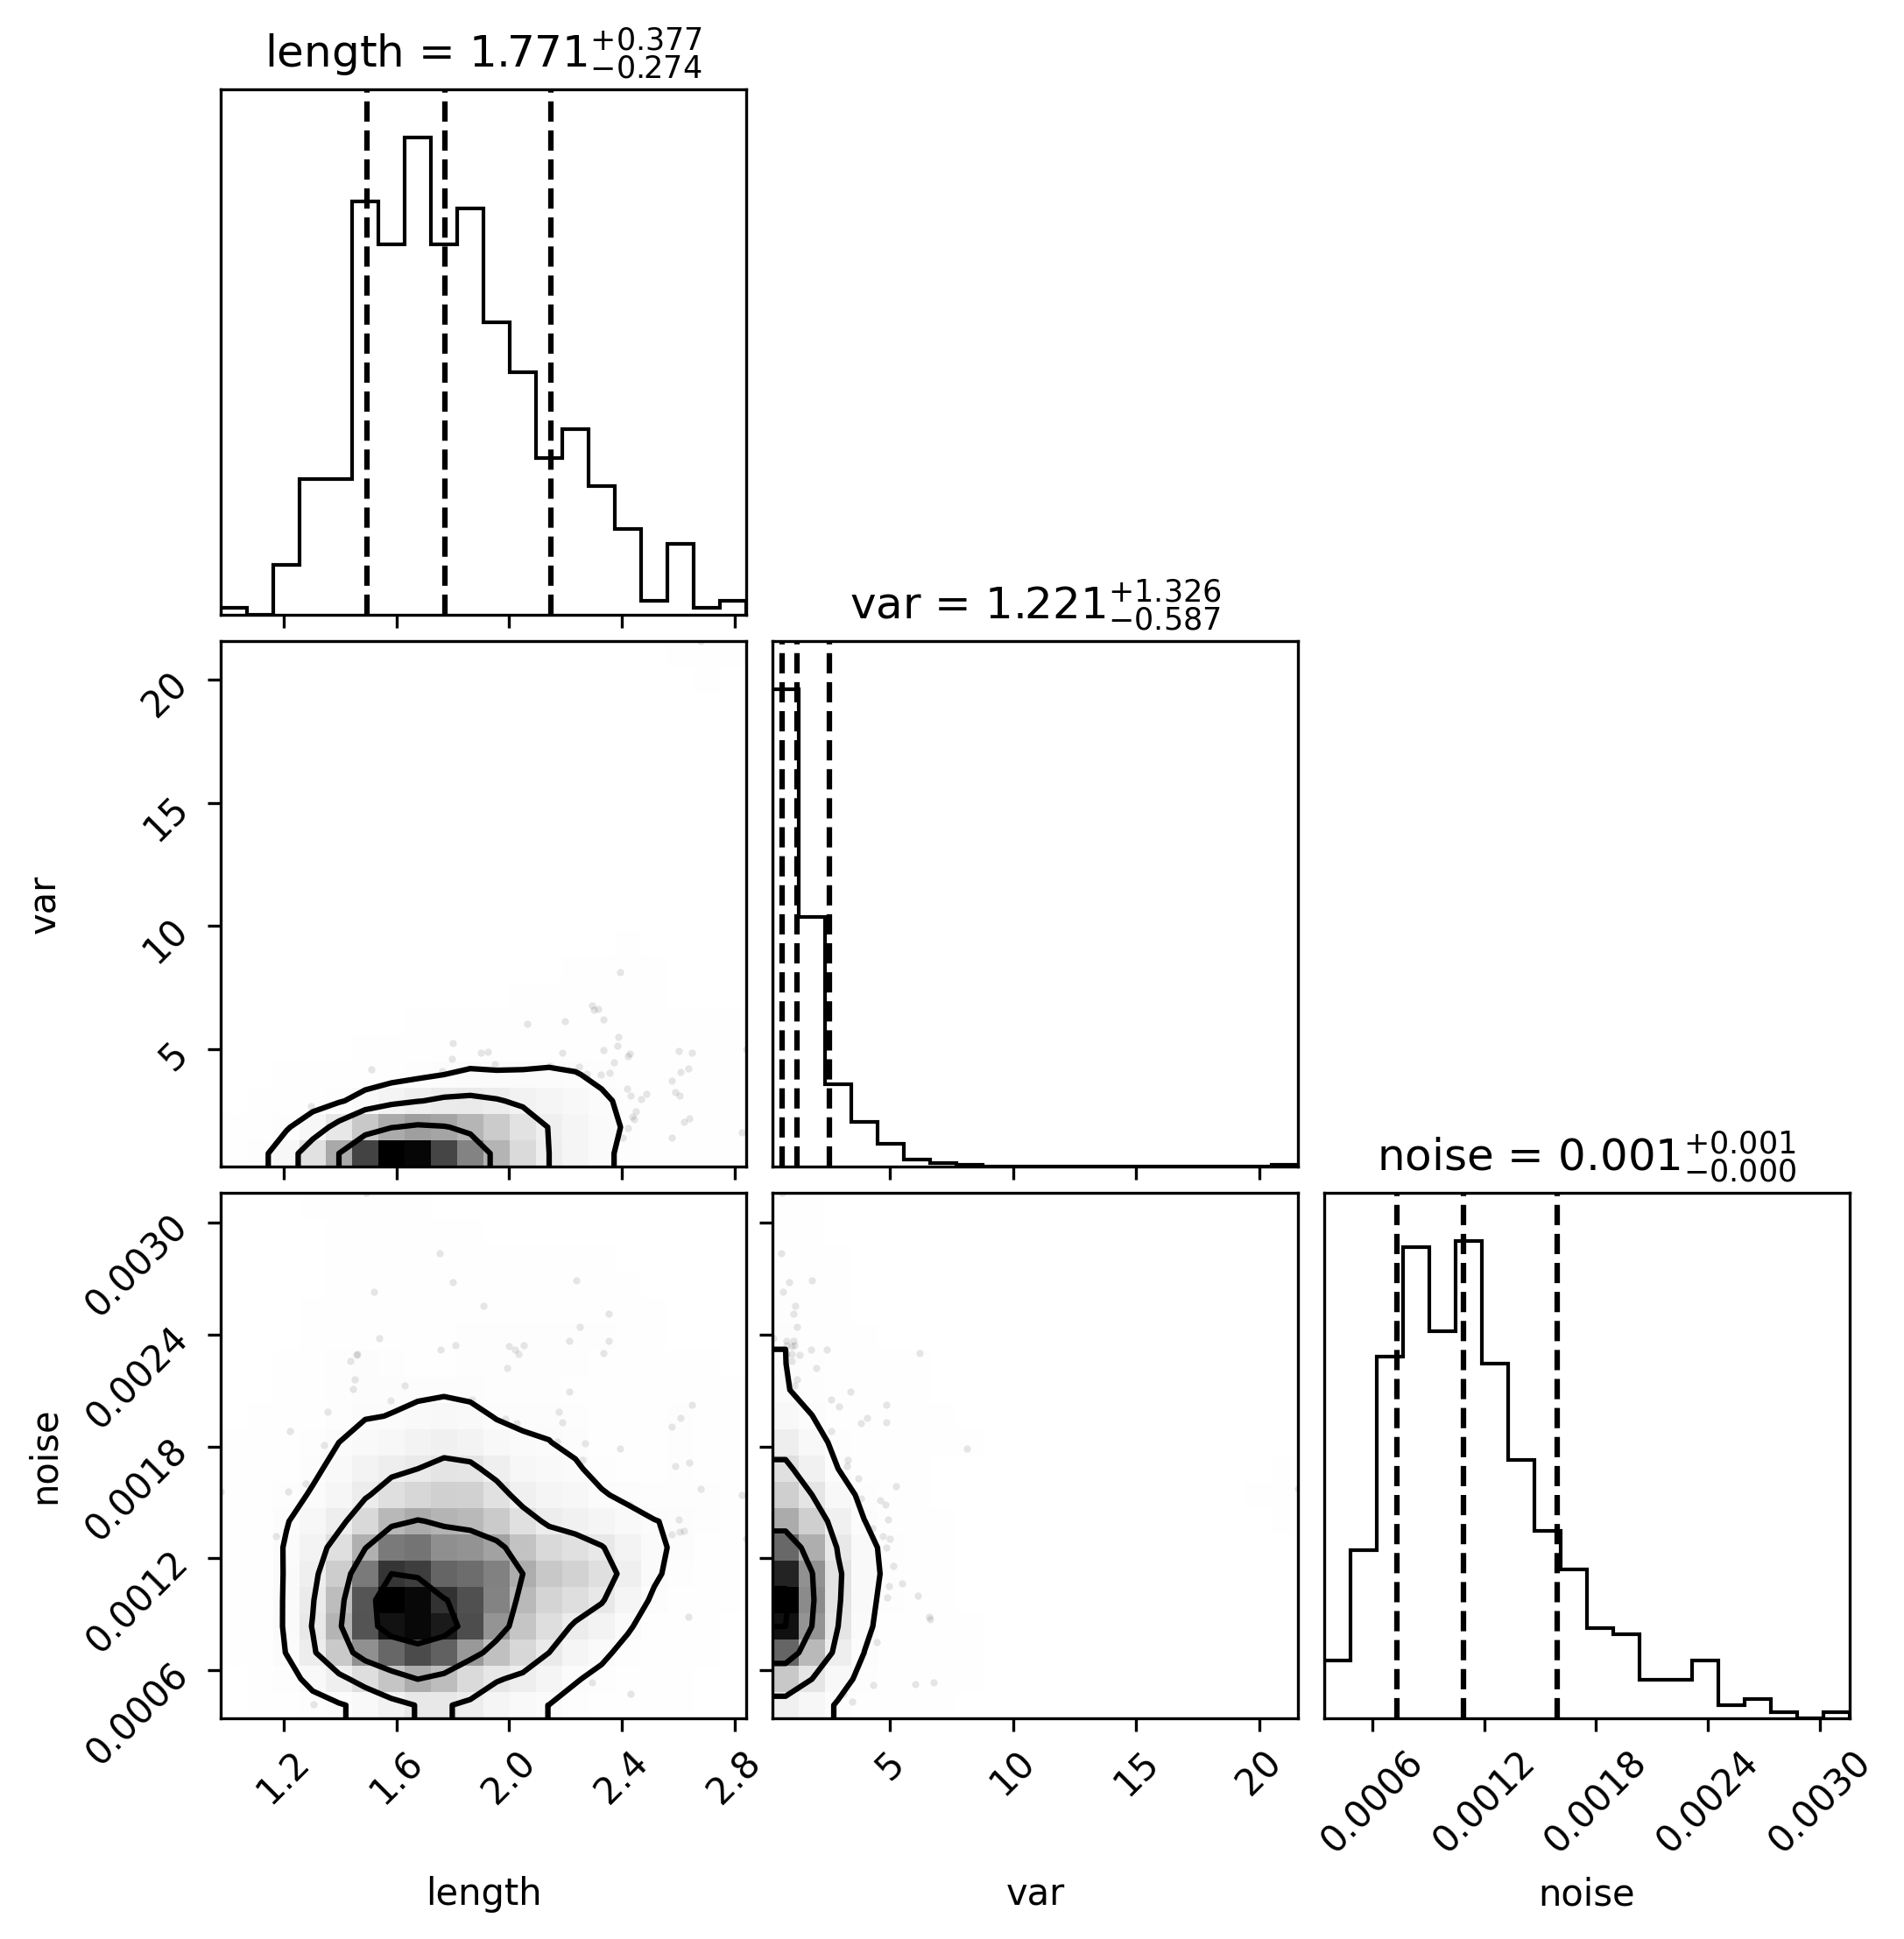 length = 1.771+0.377−0.274
var = 1.221+1.326−0.587
20
15
10
5
var
noise = 0.001+0.001−0.000
0.0030
0.0024
0.0018
0.0012
0.0006
noise
1.2 1.6 2.0 2.4 2.8
5 10 15 20
0.0006 0.0012 0.0018 0.0024 0.0030
length var noise